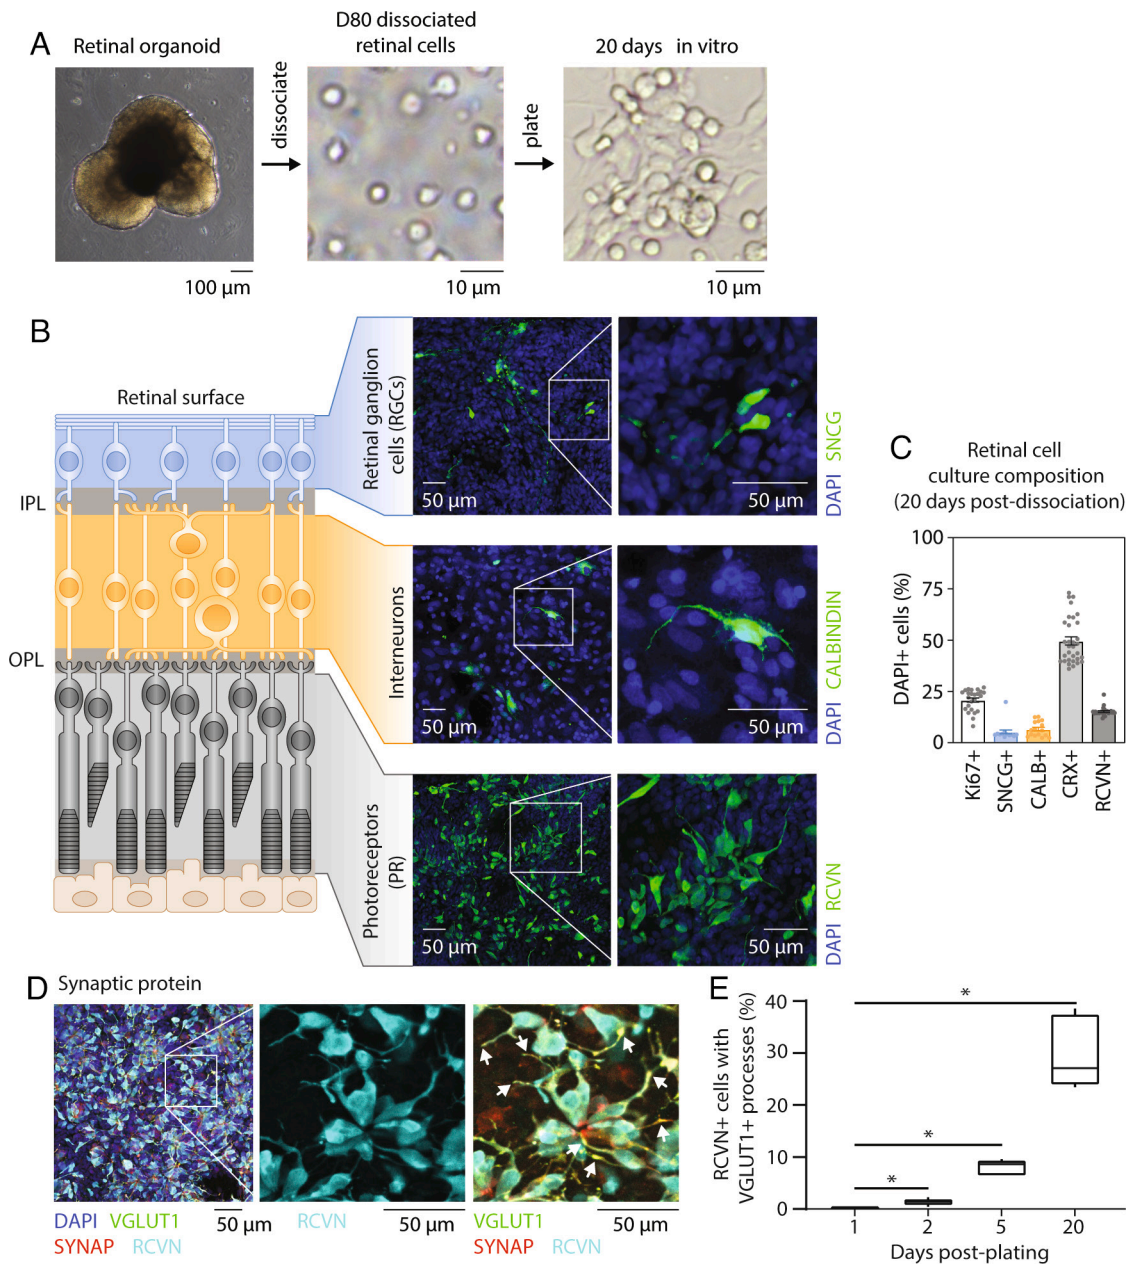 A
Retinal organoid
D80 dissociated
retinal cells
20 days in vitro
dissociate
plate
100 μm
10 μm
10 μm
B
Retinal surface
IPL
OPL
Retinal ganglion
cells (RGCs)
50 μm
50 μm
DAPI SNCG
Interneurons
50 μm
50 μm
DAPI CALBINDIN
Photoreceptors
(PR)
50 μm
50 μm
DAPI RCVN
C
Retinal cell
culture composition
(20 days post-dissociation)
DAPI+ cells (%)
100
75
50
25
0
Ki67+
SNCG+
CALB+
CRX+
RCVN+
D
Synaptic protein
DAPI VGLUT1
SYNAP RCVN
50 μm
RCVN
50 μm
VGLUT1
SYNAP RCVN
50 μm
E
RCVN+ cells with
VGLUT1+ processes (%)
40
30
20
10
0
*
*
*
1 2 5 20
Days post-plating